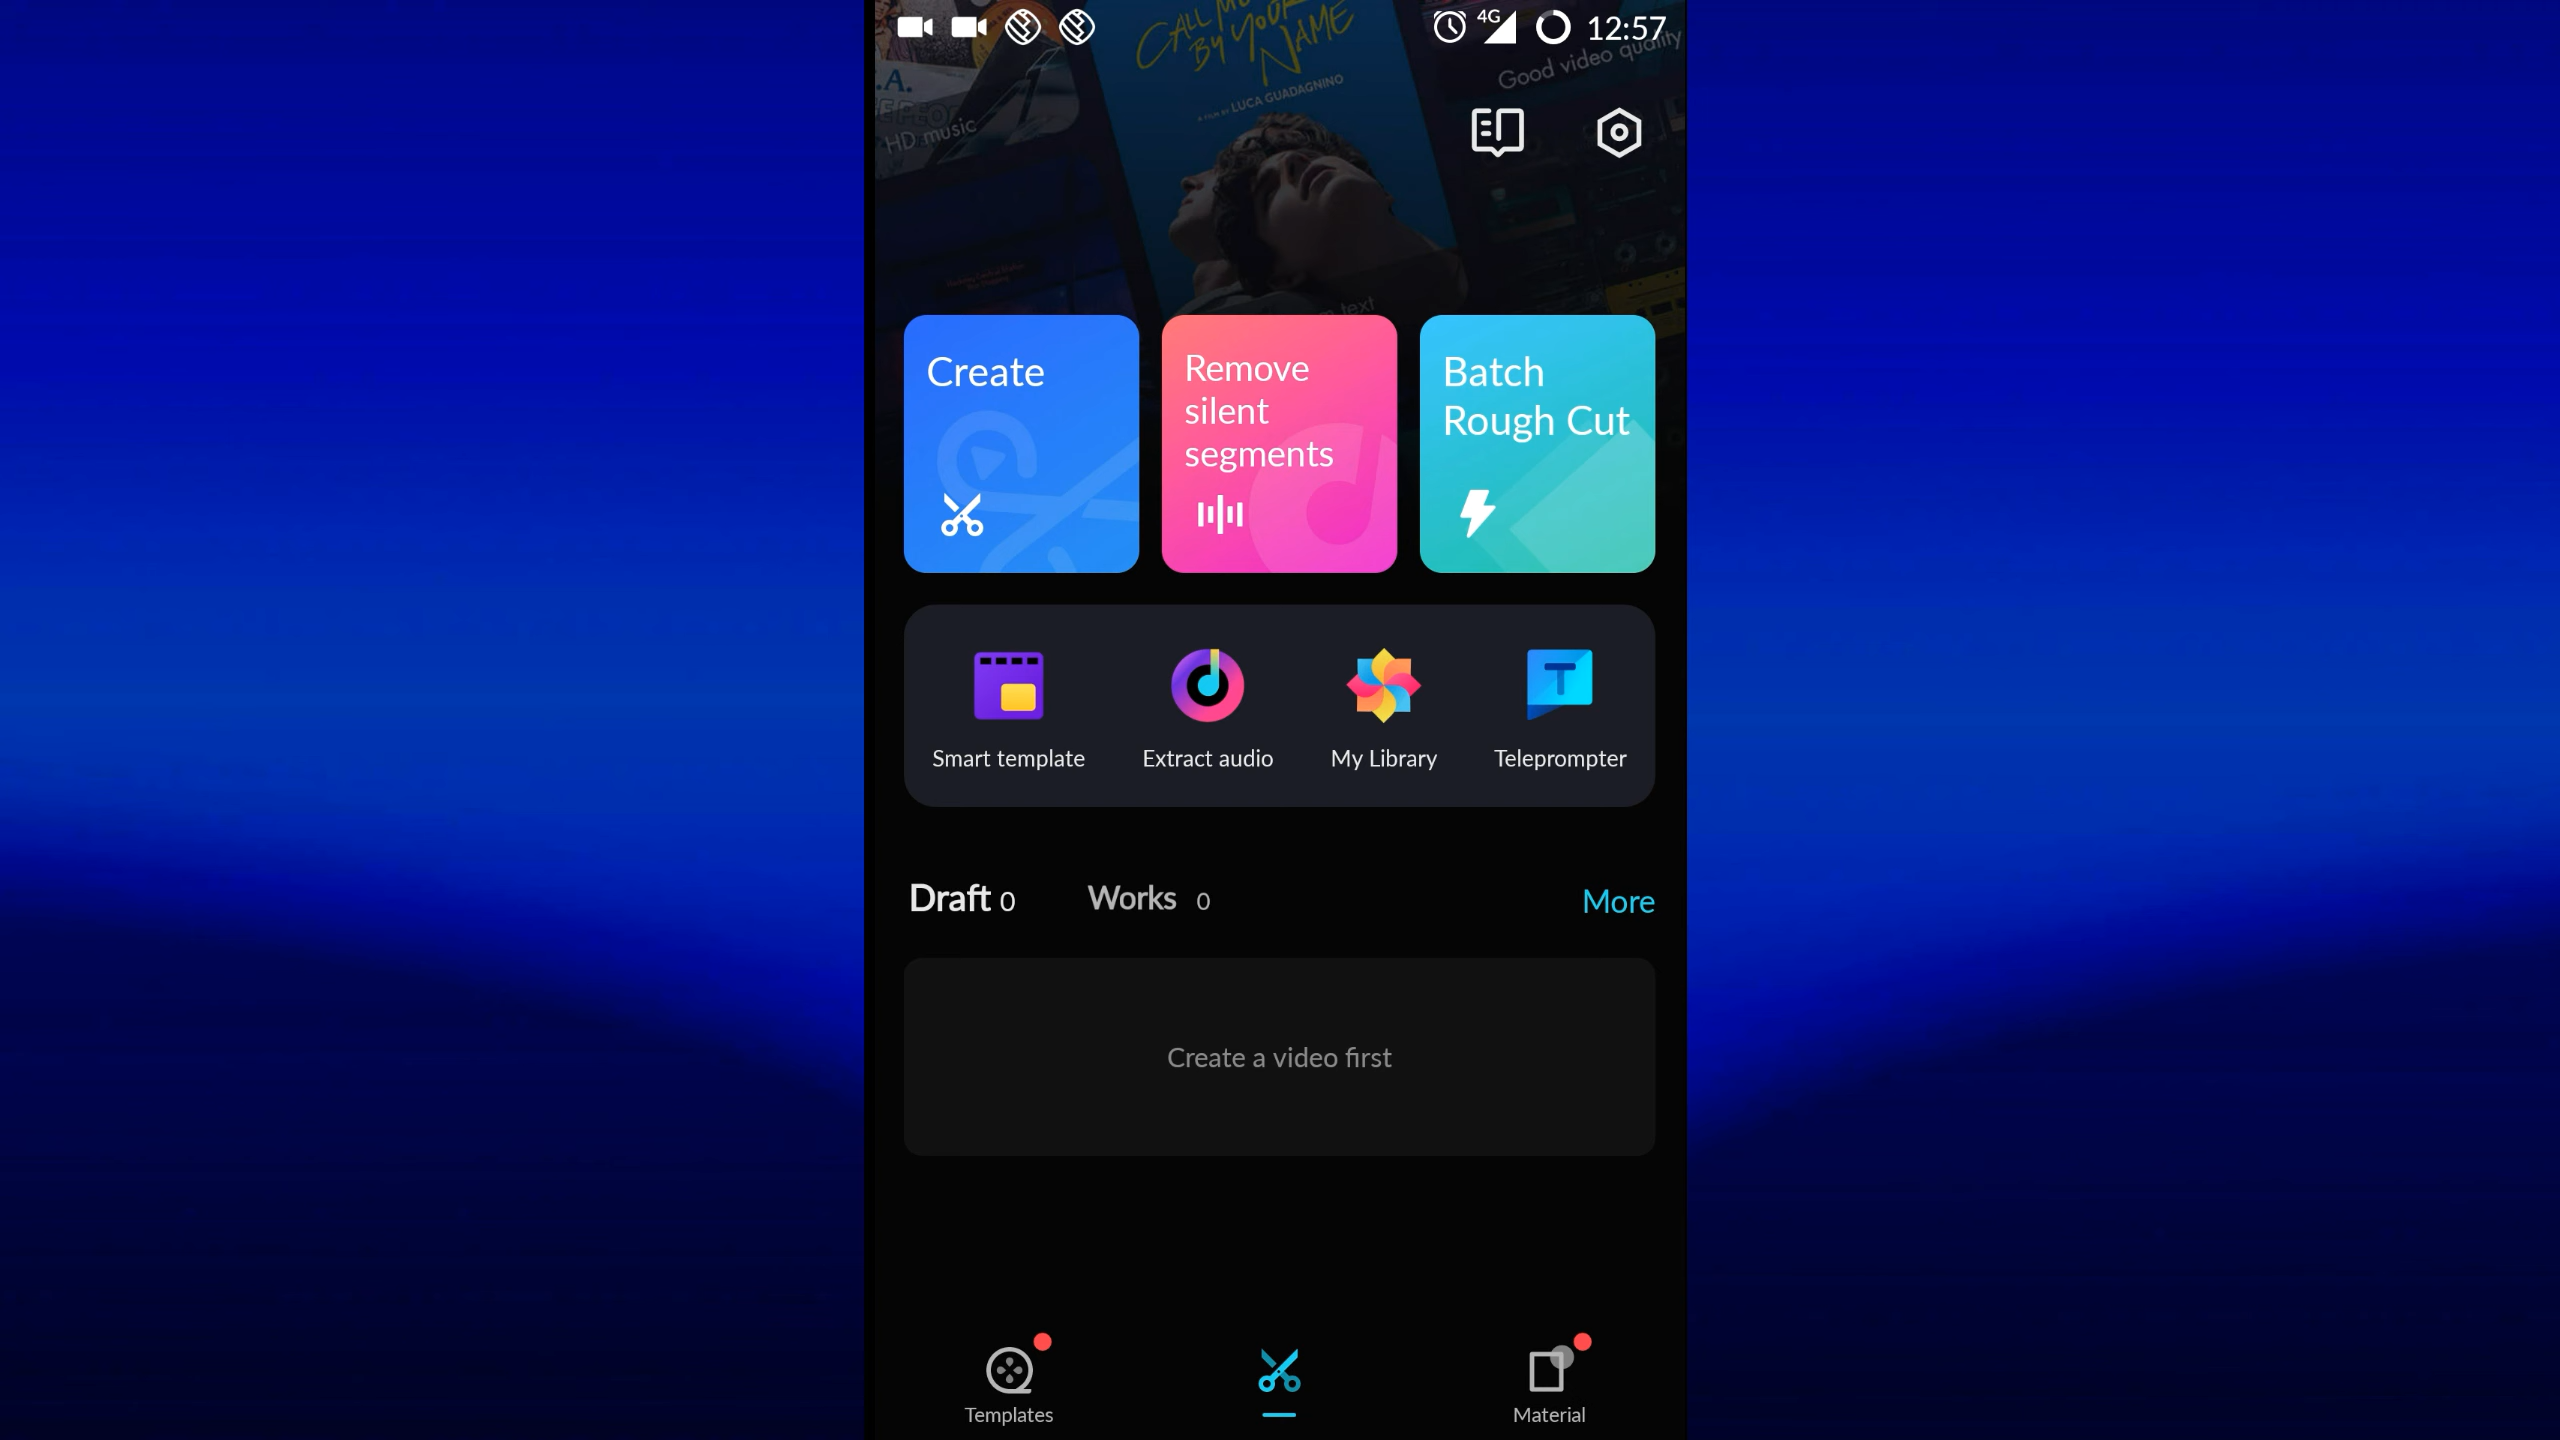 4G
12:57
CALL ME
BY YOUR
NAME
A FILM BY LUCA GUADAGNINO
Good video quality
.A.
HD music
text
Create
Remove
silent
segments
Batch
Rough Cut
Smart template
Extract audio
My Library
Teleprompter
Draft 0
Works 0
More
Create a video first
Templates
Material